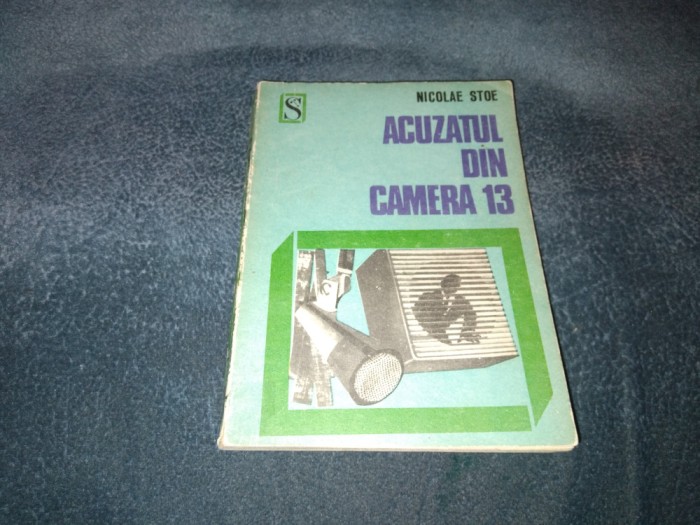 S
NICOLAE STOE
ACUZATUL
DIN
CAMERA 13